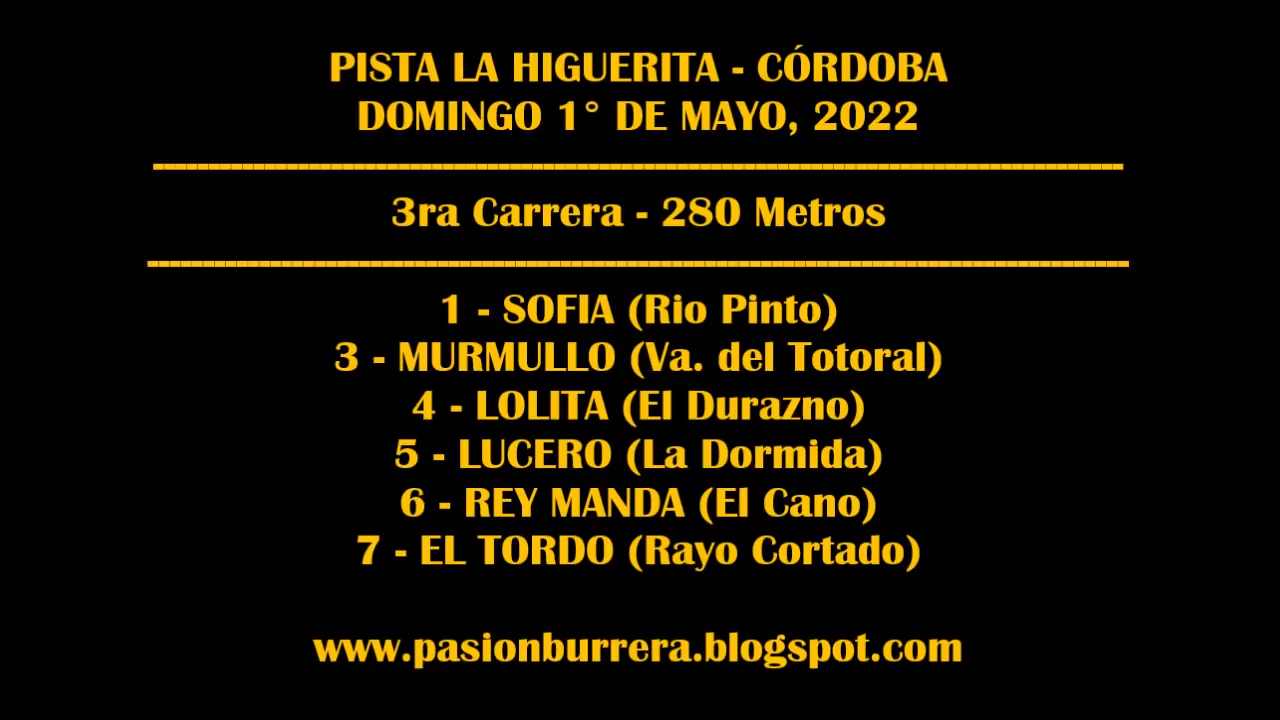 PISTA LA HIGUERITA - CÓRDOBA
DOMINGO 1° DE MAYO, 2022
3ra Carrera - 280 Metros
1 - SOFIA (Rio Pinto)
3 - MURMULLO (Va. del Totoral)
4 - LOLITA (El Durazno)
5 - LUCERO (La Dormida)
6 - REY MANDA (El Cano)
7 - EL TORDO (Rayo Cortado)
www.pasionburrera.blogspot.com